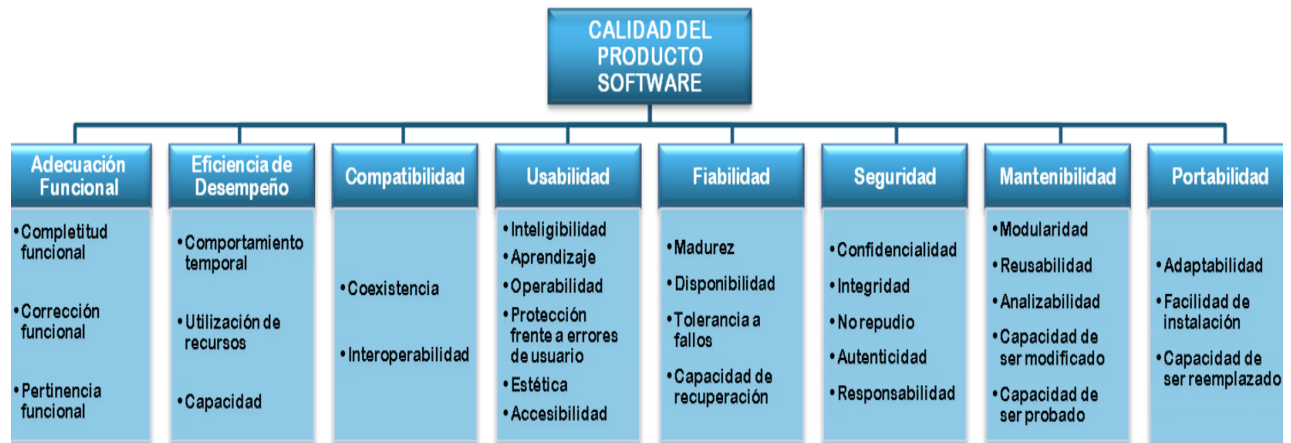 CALIDAD DEL
PRODUCTO
SOFTWARE
Adecuación
Funcional
• Completitud
funcional
• Corrección
funcional
• Pertinencia
funcional
Eficiencia de
Desempeño
• Comportamiento
temporal
• Utilización de
recursos
• Capacidad
Compatibilidad
• Coexistencia
• Interoperabilidad
Usabilidad
• Inteligibilidad
• Aprendizaje
• Operabilidad
• Protección
frente a errores
de usuario
• Estética
• Accesibilidad
Fiabilidad
• Madurez
• Disponibilidad
• Tolerancia a
fallos
• Capacidad de
recuperación
Seguridad
• Confidencialidad
• Integridad
• No repudio
• Autenticidad
• Responsabilidad
Mantenibilidad
• Modularidad
• Reusabilidad
• Analizabilidad
• Capacidad de
ser modificado
• Capacidad de
ser probado
Portabilidad
• Adaptabilidad
• Facilidad de
instalación
• Capacidad de
ser reemplazado